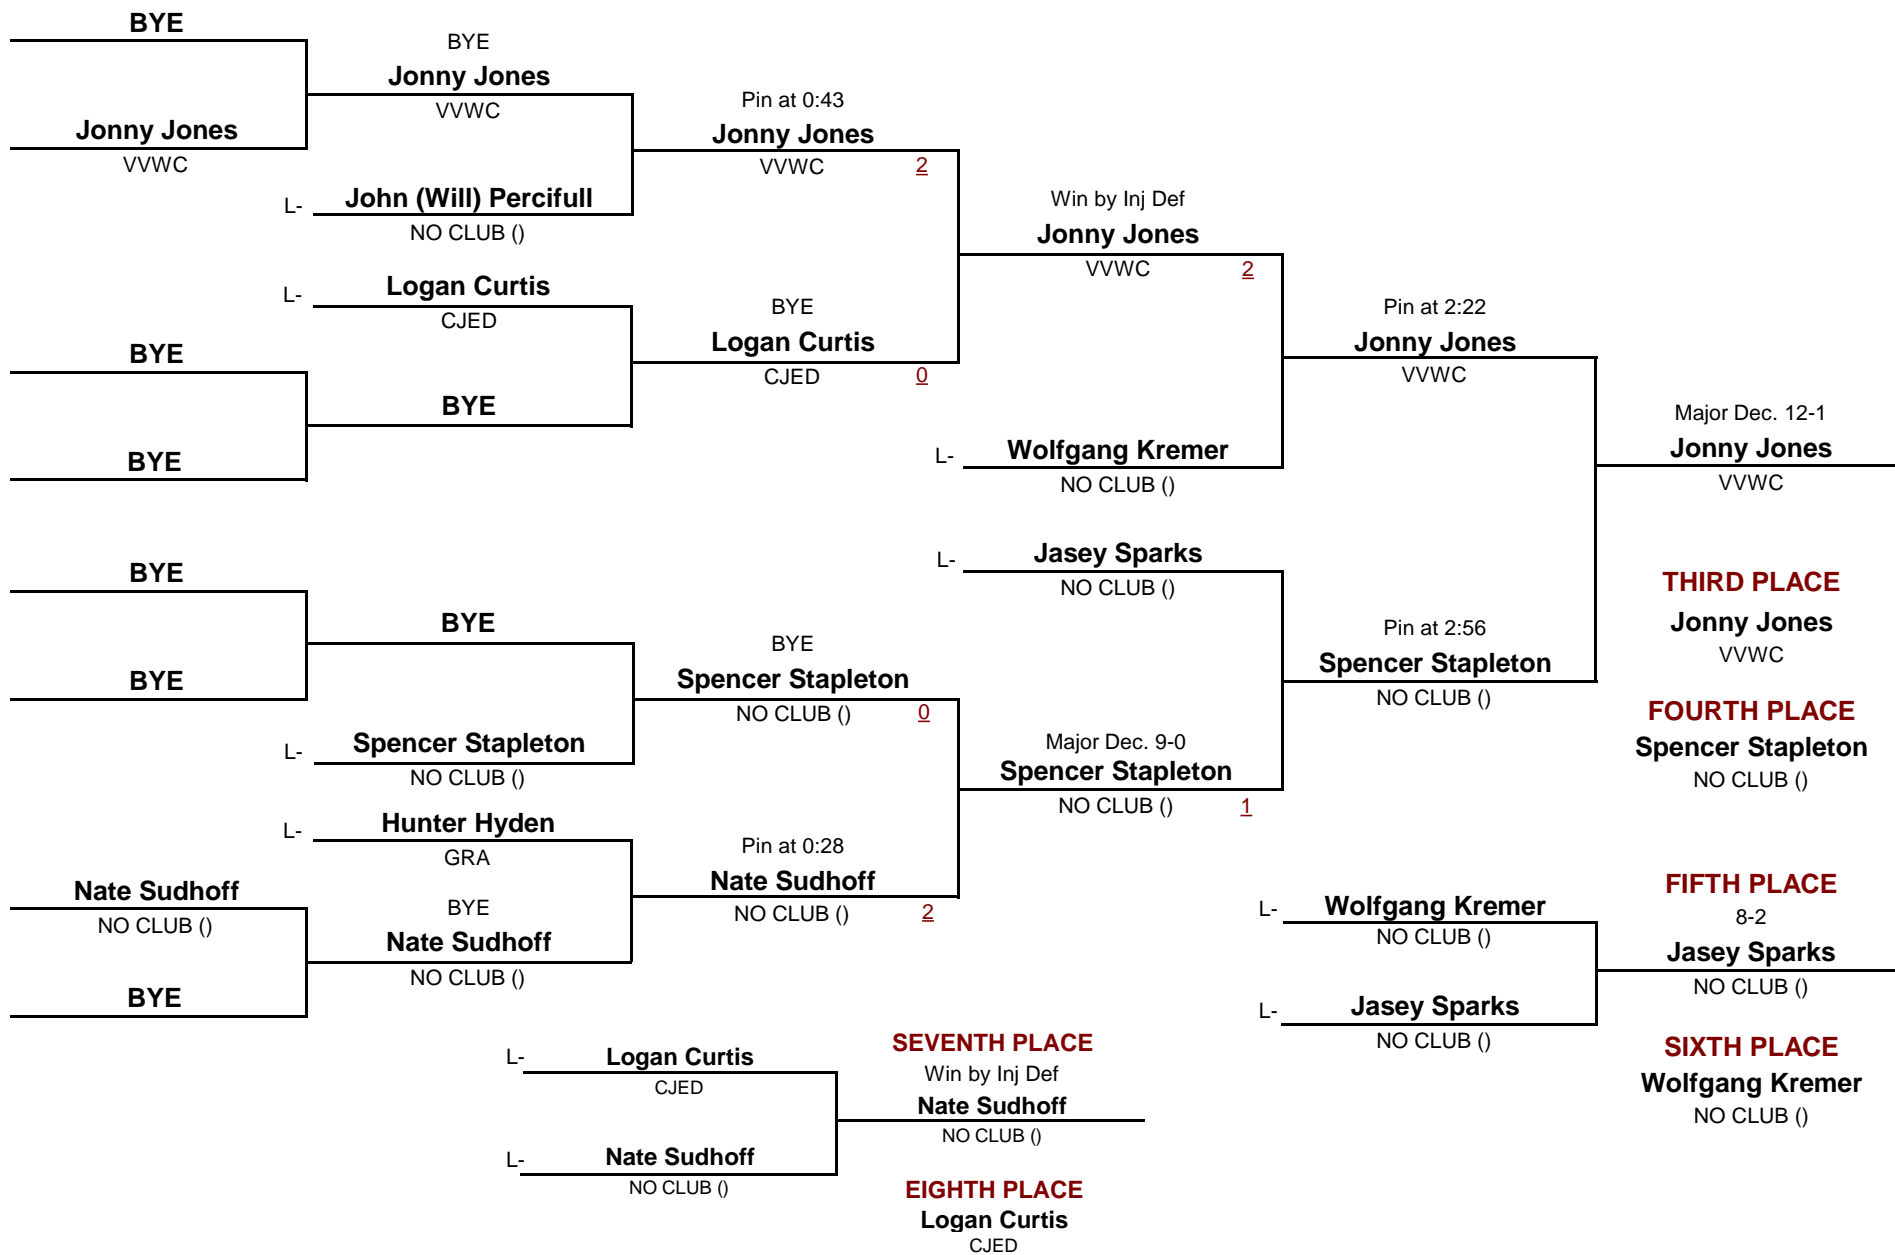 BYE
BYE
Jonny Jones
VVWC
Jonny Jones
VVWC
Pin at 0:43
Jonny Jones
VVWC 2
L- John (Will) Percifull
NO CLUB ()
Win by Inj Def
Jonny Jones
VVWC 2
L- Logan Curtis
CJED
BYE
Logan Curtis
CJED 0
BYE
BYE
BYE
Pin at 2:22
Jonny Jones
VVWC
L- Wolfgang Kremer
NO CLUB ()
Major Dec. 12-1
Jonny Jones
VVWC
L- Jasey Sparks
NO CLUB ()
BYE
BYE
BYE
BYE
Spencer Stapleton
NO CLUB () 0
L- Spencer Stapleton
NO CLUB ()
Pin at 2:56
Spencer Stapleton
NO CLUB ()
THIRD PLACE
Jonny Jones
VVWC
FOURTH PLACE
Spencer Stapleton
NO CLUB ()
Major Dec. 9-0
Spencer Stapleton
NO CLUB () 1
L- Hunter Hyden
GRA
Pin at 0:28
Nate Sudhoff
NO CLUB () 2
Nate Sudhoff
NO CLUB ()
BYE
Nate Sudhoff
NO CLUB ()
BYE
L- Wolfgang Kremer
NO CLUB ()
FIFTH PLACE
8-2
Jasey Sparks
NO CLUB ()
L- Jasey Sparks
NO CLUB ()
SIXTH PLACE
Wolfgang Kremer
NO CLUB ()
L- Logan Curtis
CJED
SEVENTH PLACE
Win by Inj Def
Nate Sudhoff
NO CLUB ()
L- Nate Sudhoff
NO CLUB ()
EIGHTH PLACE
Logan Curtis
CJED